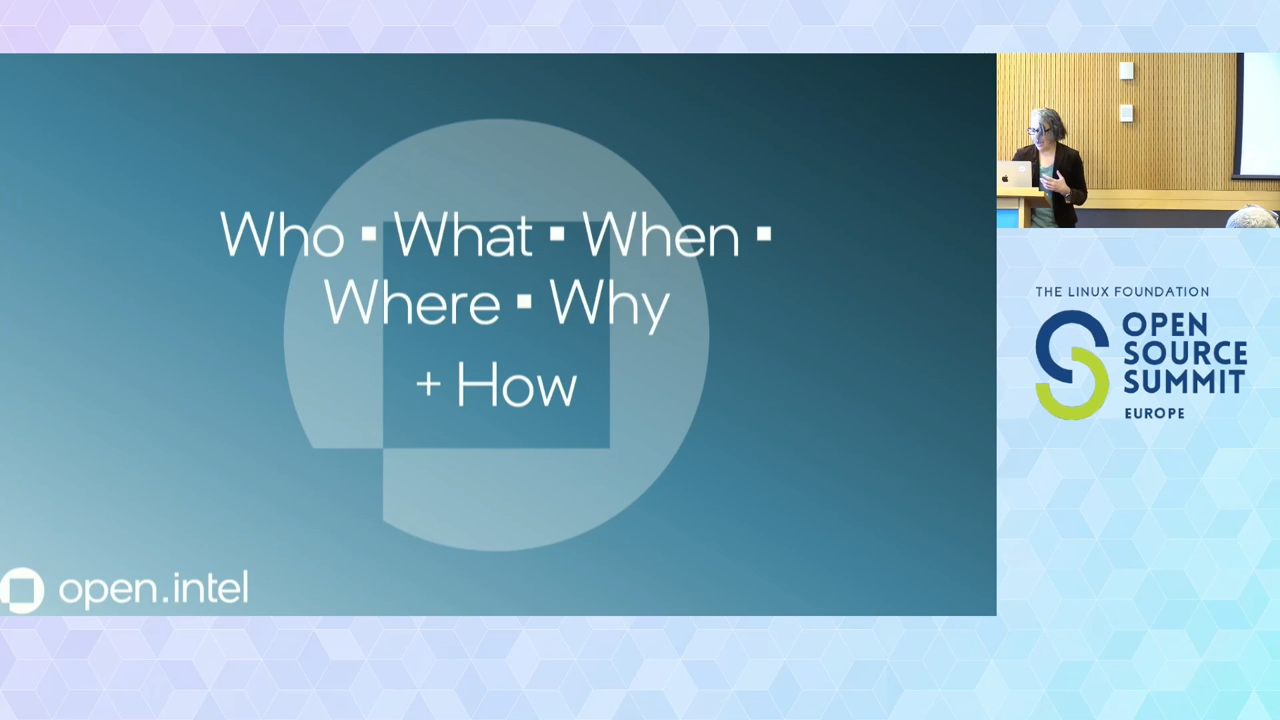 Who ▪ What ▪ When ▪
Where ▪ Why
+ How
open.intel
THE LINUX FOUNDATION
OPEN
SOURCE
SUMMIT
EUROPE